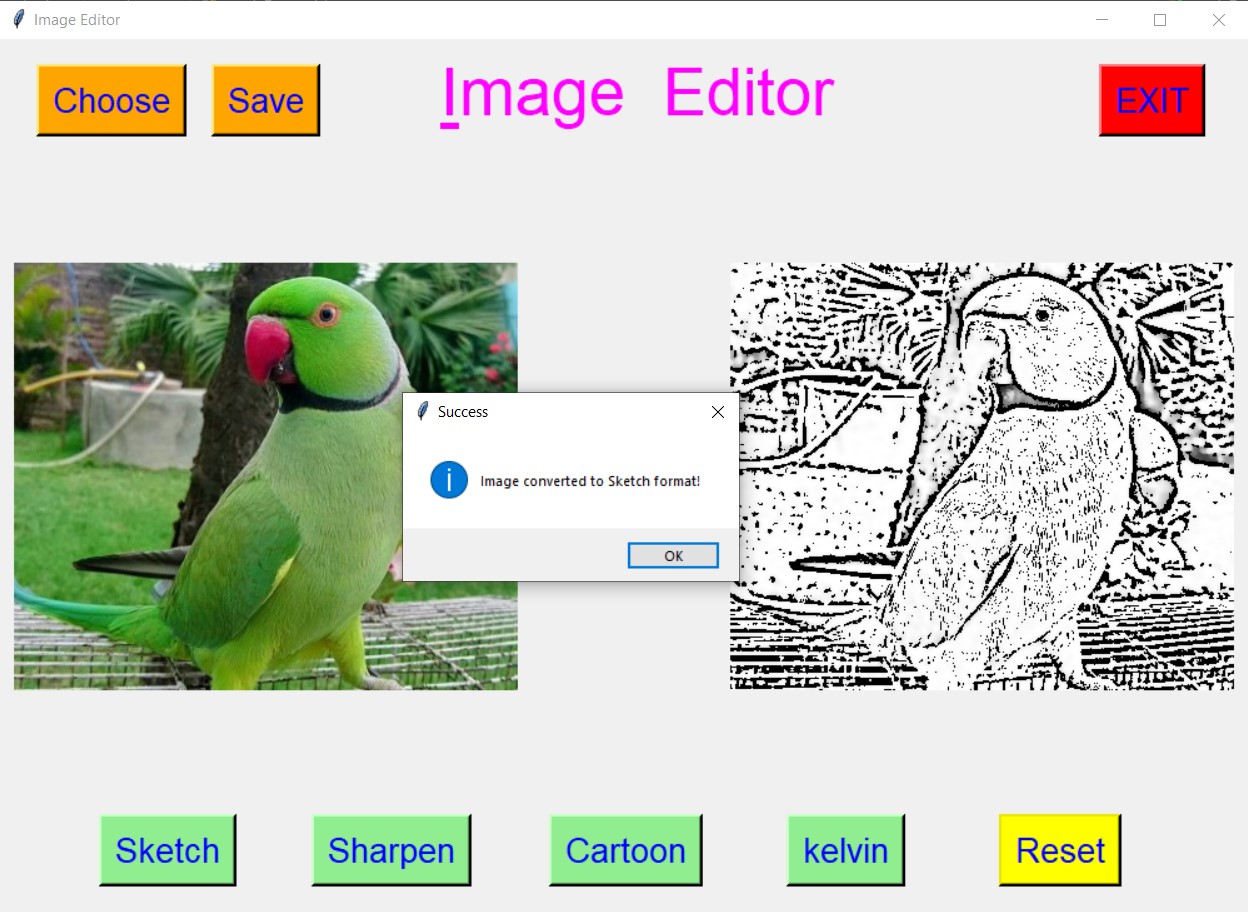 Image Editor
Choose
Save
Image Editor
EXIT
Success
Image converted to Sketch format!
OK
Sketch
Sharpen
Cartoon
kelvin
Reset